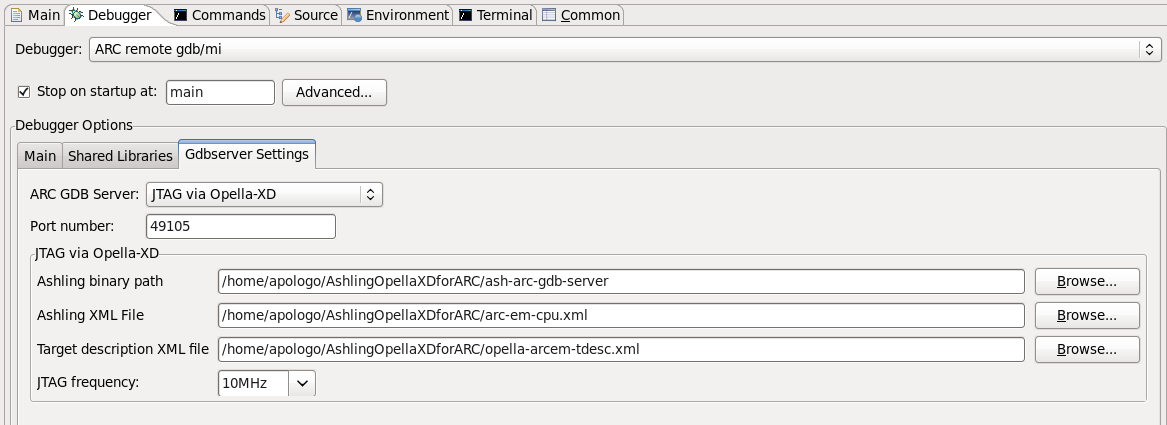 Main Debugger Commands Source Environment Terminal Common
Debugger: ARC remote gdb/mi
Stop on startup at: main Advanced...
Debugger Options
Main Shared Libraries Gdbserver Settings
ARC GDB Server: JTAG via Opella-XD
Port number: 49105
JTAG via Opella-XD
Ashling binary path /home/apologo/AshlingOpellaXDforARC/ash-arc-gdb-server Browse...
Ashling XML File /home/apologo/AshlingOpellaXDforARC/arc-em-cpu.xml Browse...
Target description XML file /home/apologo/AshlingOpellaXDforARC/opella-arcem-tdesc.xml Browse...
JTAG frequency: 10MHz